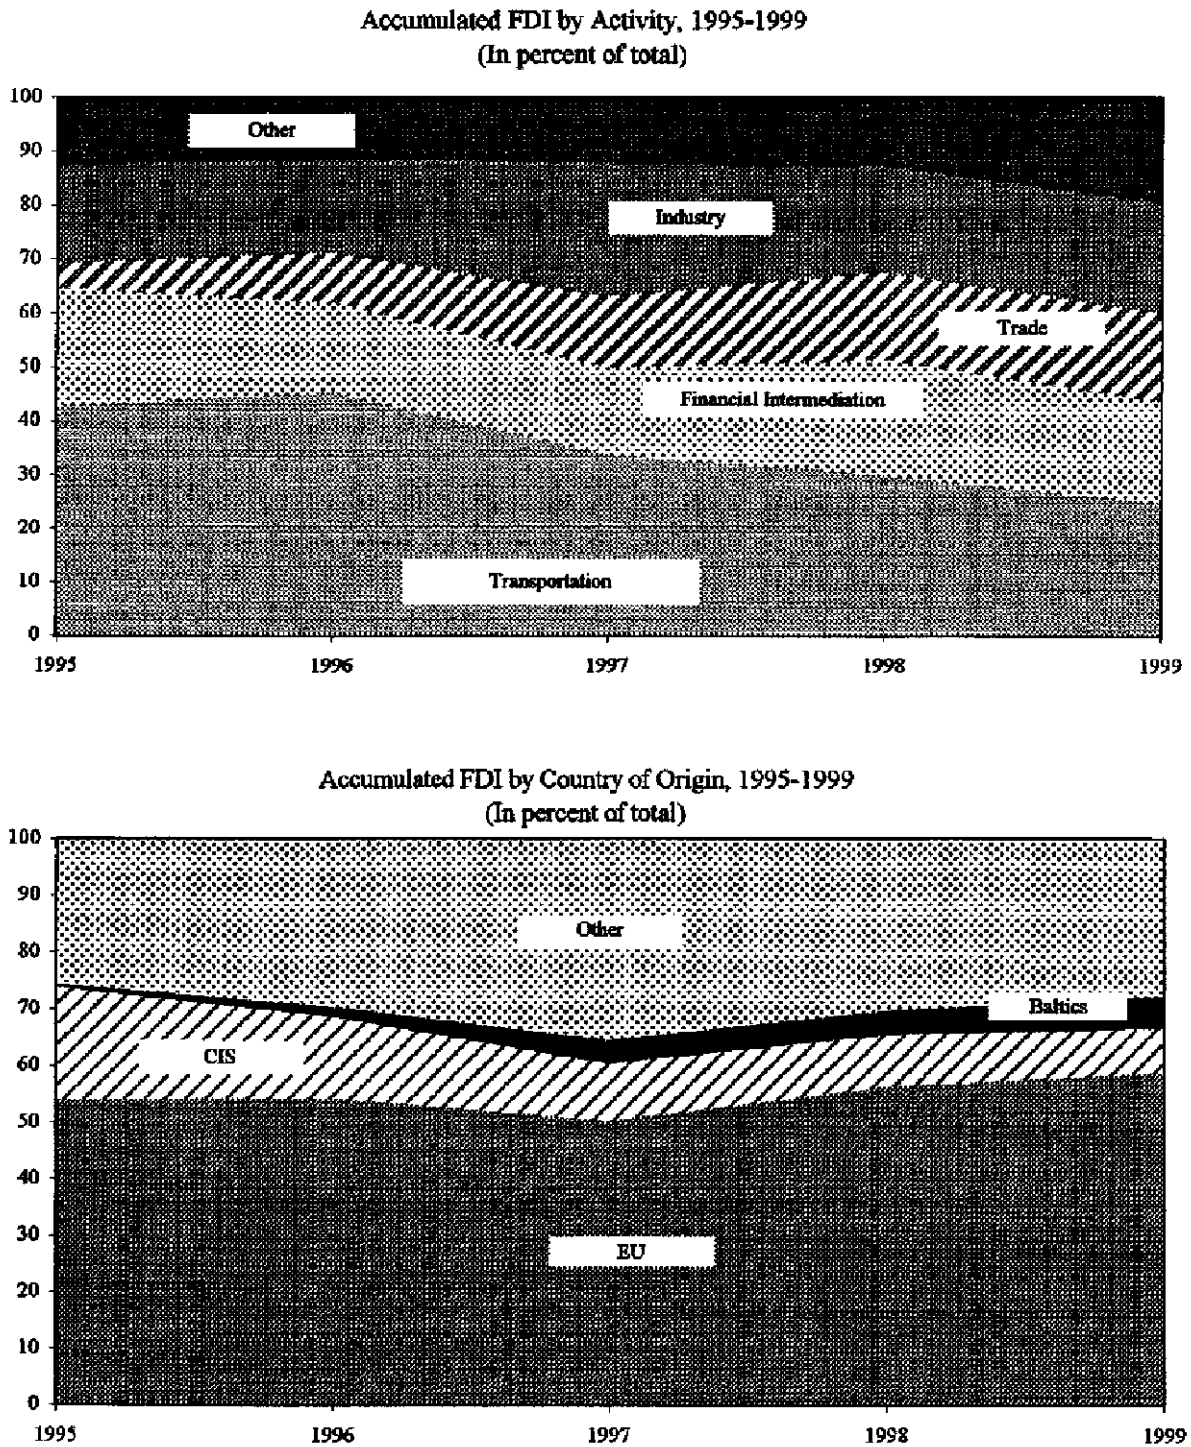 Accumulated FDI by Activity, 1995-1999
(In percent of total)
100
90
80
70
60
50
40
30
20
10
0
Other
Industry
Trade
Financial Intermediation
Transportation
1995 1996 1997 1998 1999
Accumulated FDI by Country of Origin, 1995-1999
(In percent of total)
100
90
80
70
60
50
40
30
20
10
0
Other
Baltics
CIS
EU
1995 1996 1997 1998 1999